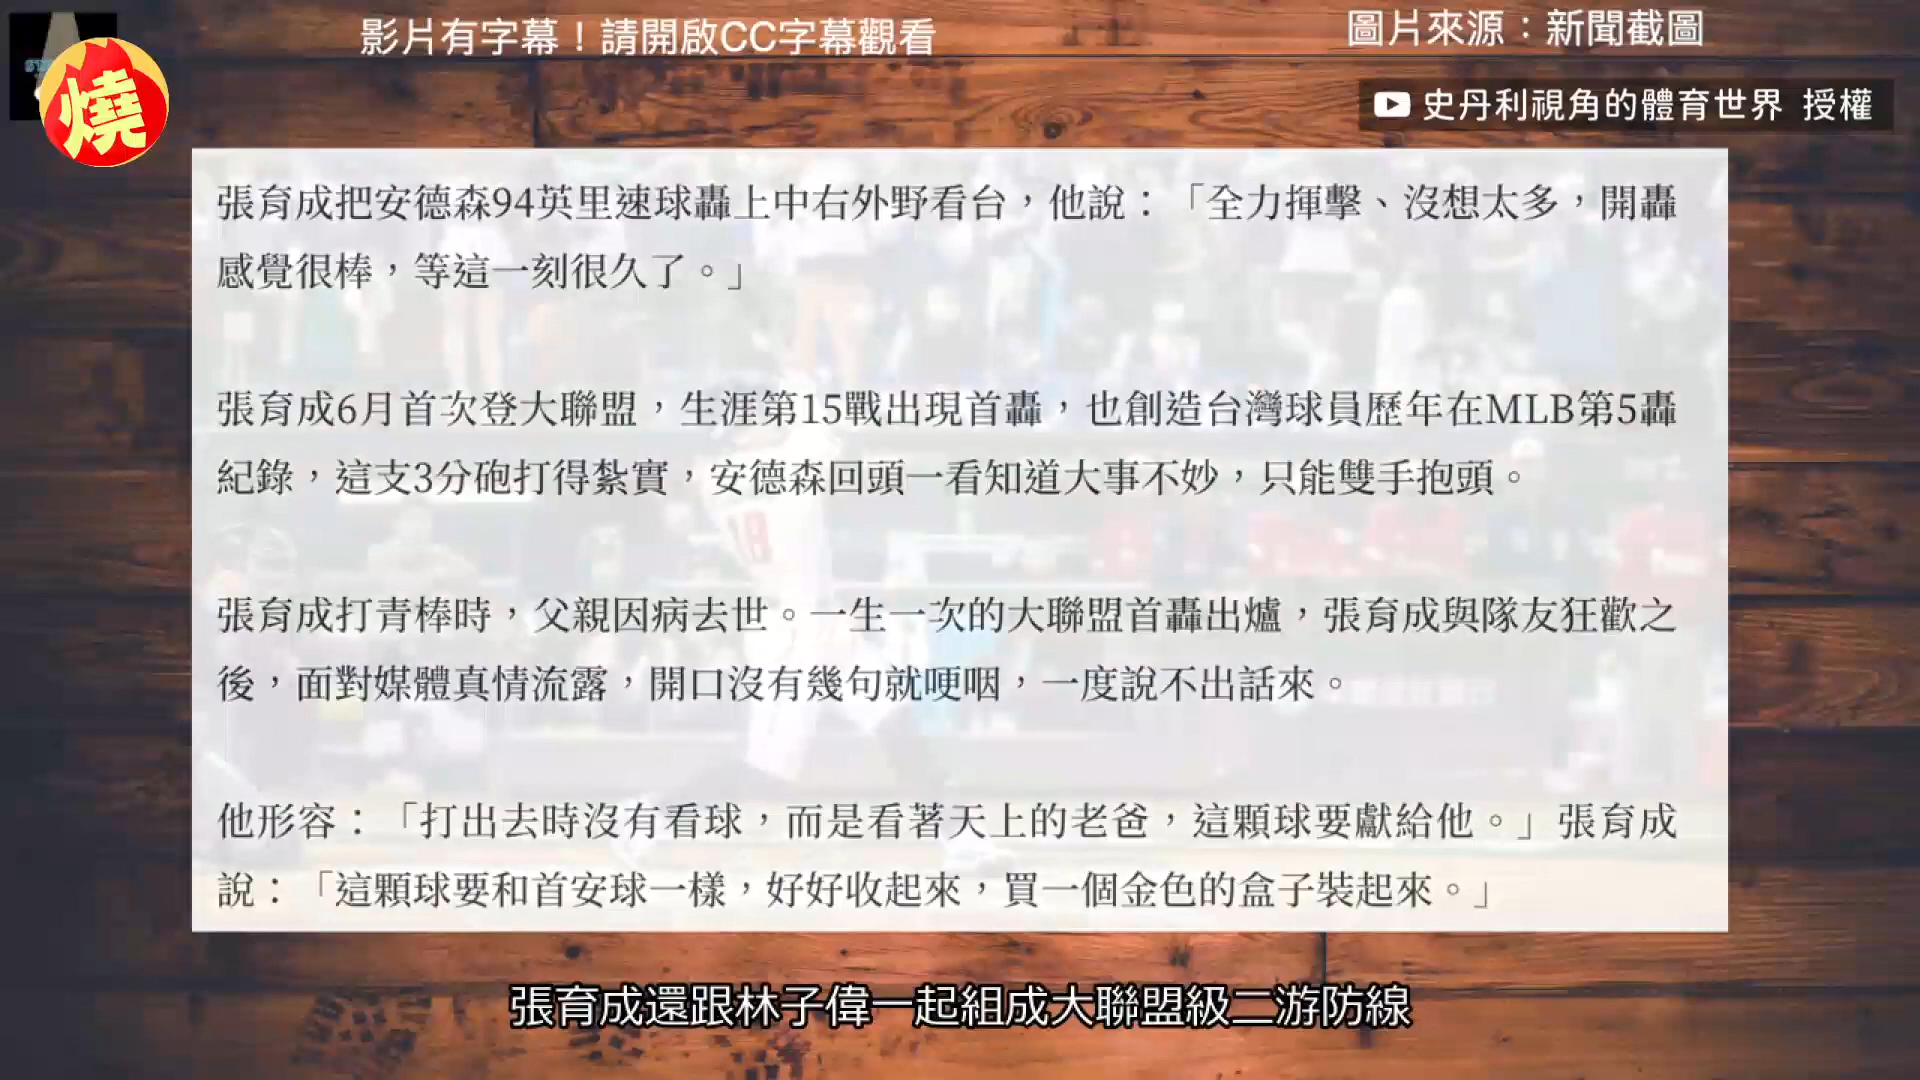 影片有字幕！請開啟CC字幕觀看
圖片來源：新聞截圖
燒
史丹利視角的體育世界 授權
張育成把安德森94英里速球轟上中右外野看台，他說：「全力揮擊、沒想太多，開轟
感覺很棒，等這一刻很久了。」
張育成6月首次登大聯盟，生涯第15戰出現首轟，也創造台灣球員歷年在MLB第5轟
紀錄，這支3分砲打得紮實，安德森回頭一看知道大事不妙，只能雙手抱頭。
張育成打青棒時，父親因病去世。一生一次的大聯盟首轟出爐，張育成與隊友狂歡之
後，面對媒體真情流露，開口沒有幾句就哽咽，一度說不出話來。
他形容：「打出去時沒有看球，而是看著天上的老爸，這顆球要獻給他。」張育成
說：「這顆球要和首安球一樣，好好收起來，買一個金色的盒子裝起來。」
18
張育成還跟林子偉一起組成大聯盟級二游防線